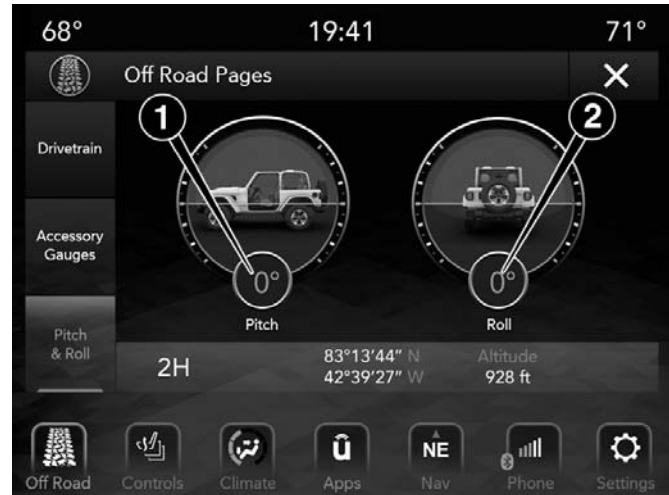 68° 19:41 71°
Off Road Pages X
1 2
Drivetrain
Accessory
Gauges
0° 0°
Pitch Roll
Pitch
& Roll
2H
83°13'44" N
42°39'27" W
Altitude
928 ft
û NE
Off Road Controls Climate Apps Nav Phone Settings